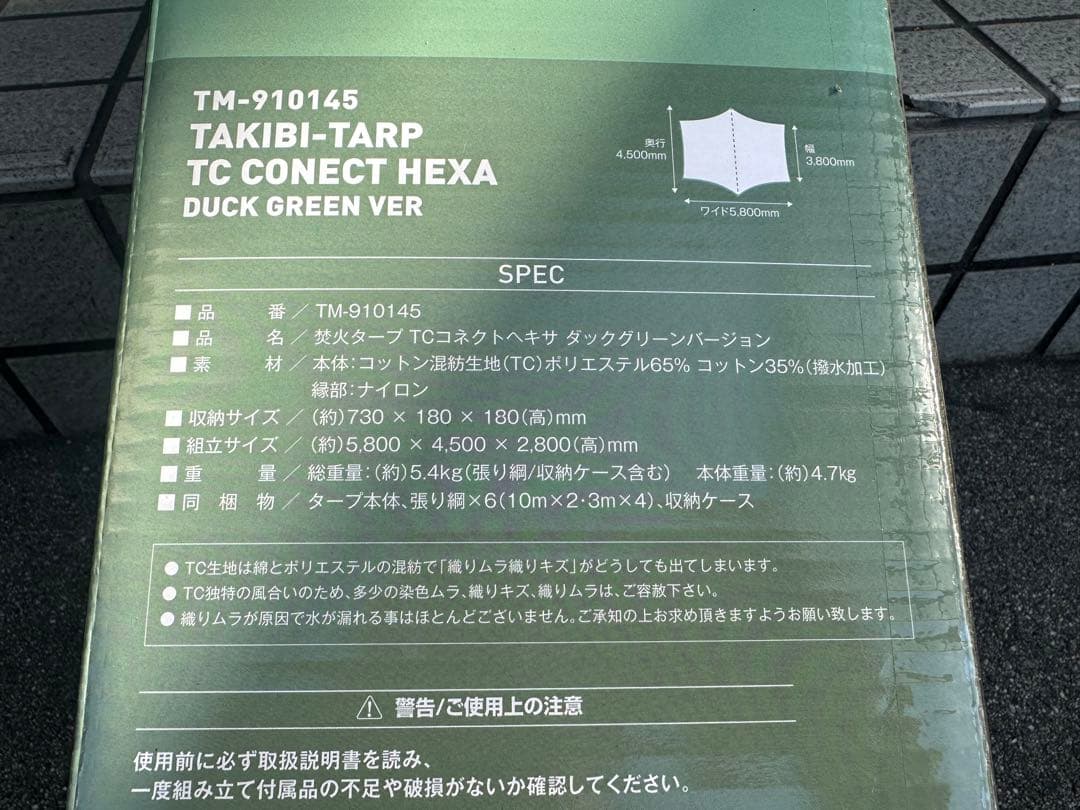 TM-910145
TAKIBI-TARP
TC CONECT HEXA
DUCK GREEN VER
奥行
4,500mm
幅
3,800mm
ワイド5,800mm
SPEC
■品　　番／TM-910145
■品　　名／焚火タープ TCコネクトヘキサ ダックグリーンバージョン
■素　　材／本体:コットン混紡生地(TC)ポリエステル65% コットン35%(撥水加工)
縁部:ナイロン
■収納サイズ／(約)730 × 180 × 180(高)mm
■組立サイズ／(約)5,800 × 4,500 × 2,800(高)mm
■重　　量／総重量:(約)5.4kg(張り綱/収納ケース含む)　本体重量:(約)4.7kg
■同 梱 物／タープ本体、張り綱×6(10m×2・3m×4)、収納ケース
●TC生地は綿とポリエステルの混紡で「織りムラ織りキズ」がどうしても出てしまいます。
●TC独特の風合いのため、多少の染色ムラ、織りキズ、織りムラは、ご容赦下さい。
●織りムラが原因で水が漏れる事はほとんどございません。ご承知の上お求め頂きますようお願い致します。
⚠ 警告/ご使用上の注意
使用前に必ず取扱説明書を読み、
一度組み立て付属品の不足や破損がないか確認してください。